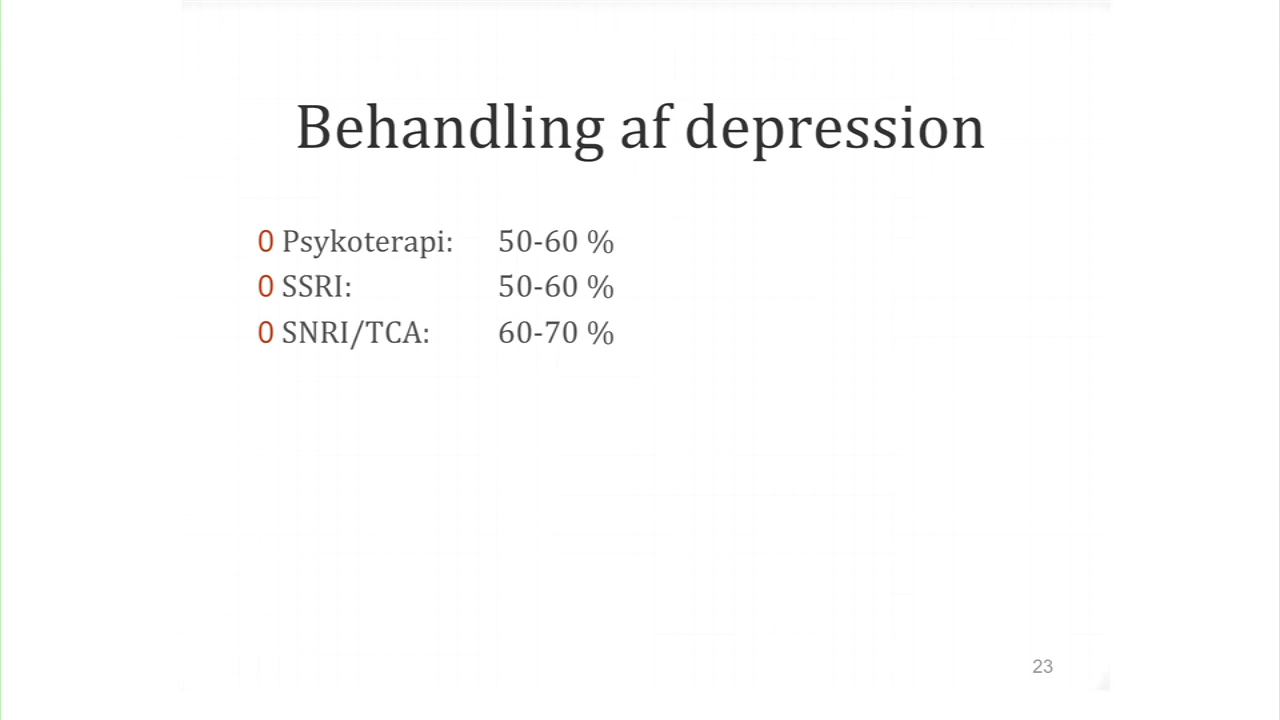 Behandling af depression
0 Psykoterapi: 50-60 %
0 SSRI: 50-60 %
0 SNRI/TCA: 60-70 %
23